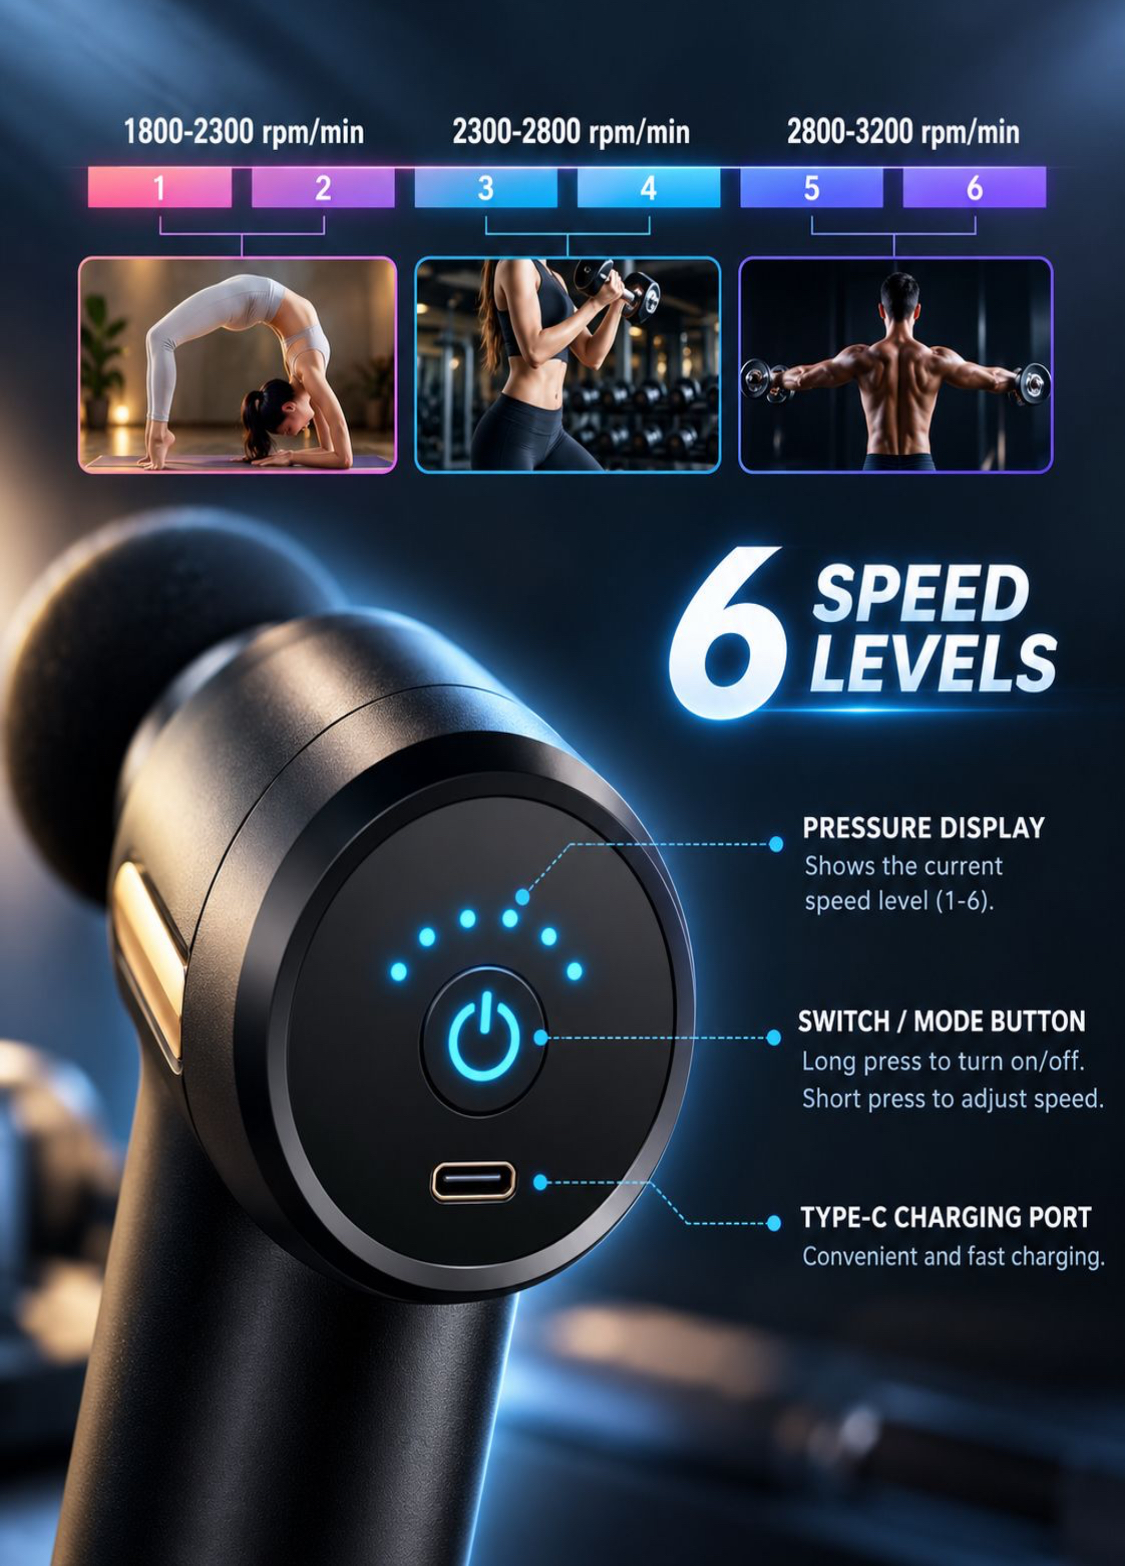 1800-2300 rpm/min
2300-2800 rpm/min
2800-3200 rpm/min
1
2
3
4
5
6
6 SPEED
LEVELS
PRESSURE DISPLAY
Shows the current
speed level (1-6).
SWITCH / MODE BUTTON
Long press to turn on/off.
Short press to adjust speed.
TYPE-C CHARGING PORT
Convenient and fast charging.